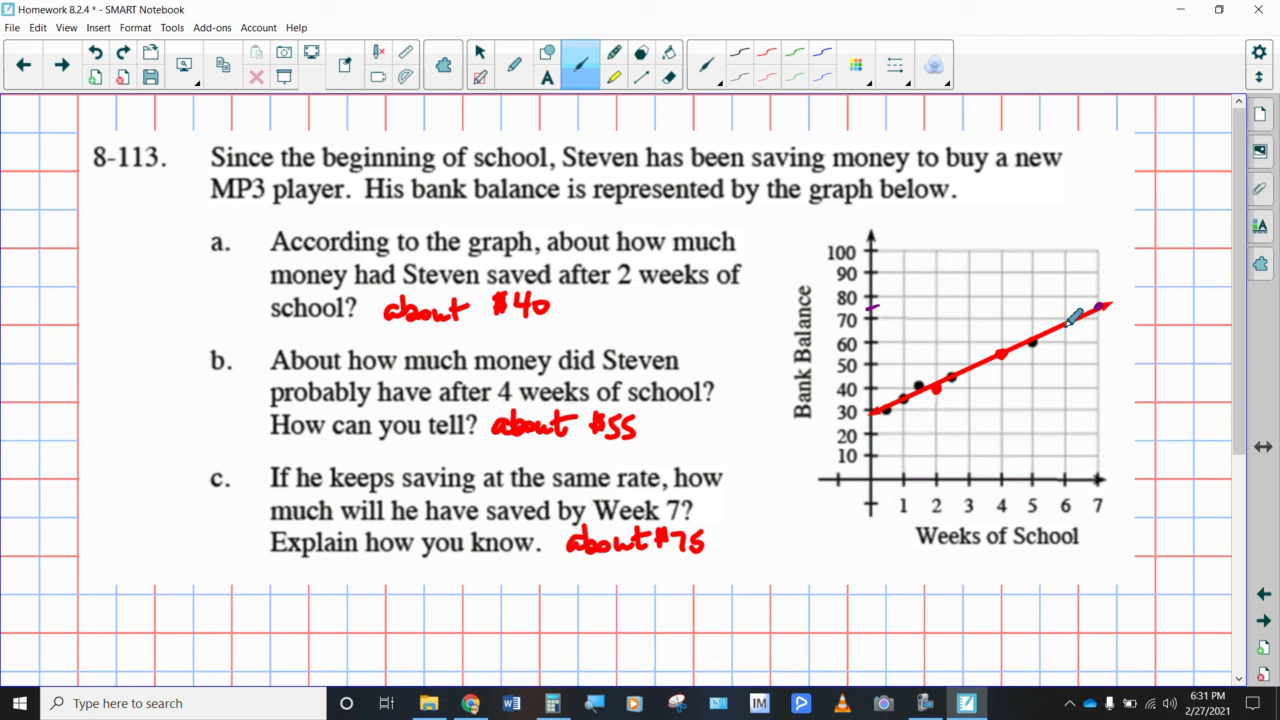 Homework 8.2.4 * - SMART Notebook
File Edit View Insert Format Tools Add-ons Account Help
8-113. Since the beginning of school, Steven has been saving money to buy a new
MP3 player. His bank balance is represented by the graph below.
a. According to the graph, about how much
money had Steven saved after 2 weeks of
school? about $40
b. About how much money did Steven
probably have after 4 weeks of school?
How can you tell? about $55
c. If he keeps saving at the same rate, how
much will he have saved by Week 7?
Explain how you know. about $75
Bank Balance
100
90
80
70
60
50
40
30
20
10
1 2 3 4 5 6 7
Weeks of School
Type here to search
6:31 PM
2/27/2021